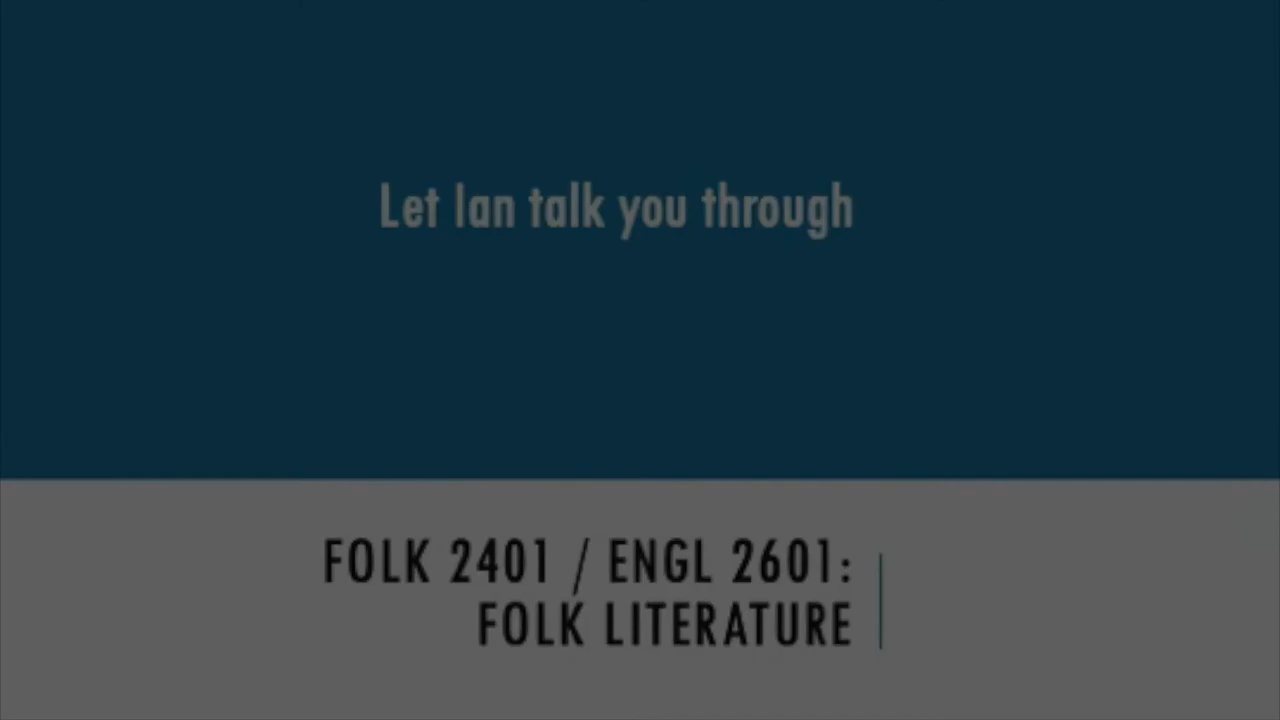 Let Ian talk you through
FOLK 2401 / ENGL 2601:
FOLK LITERATURE